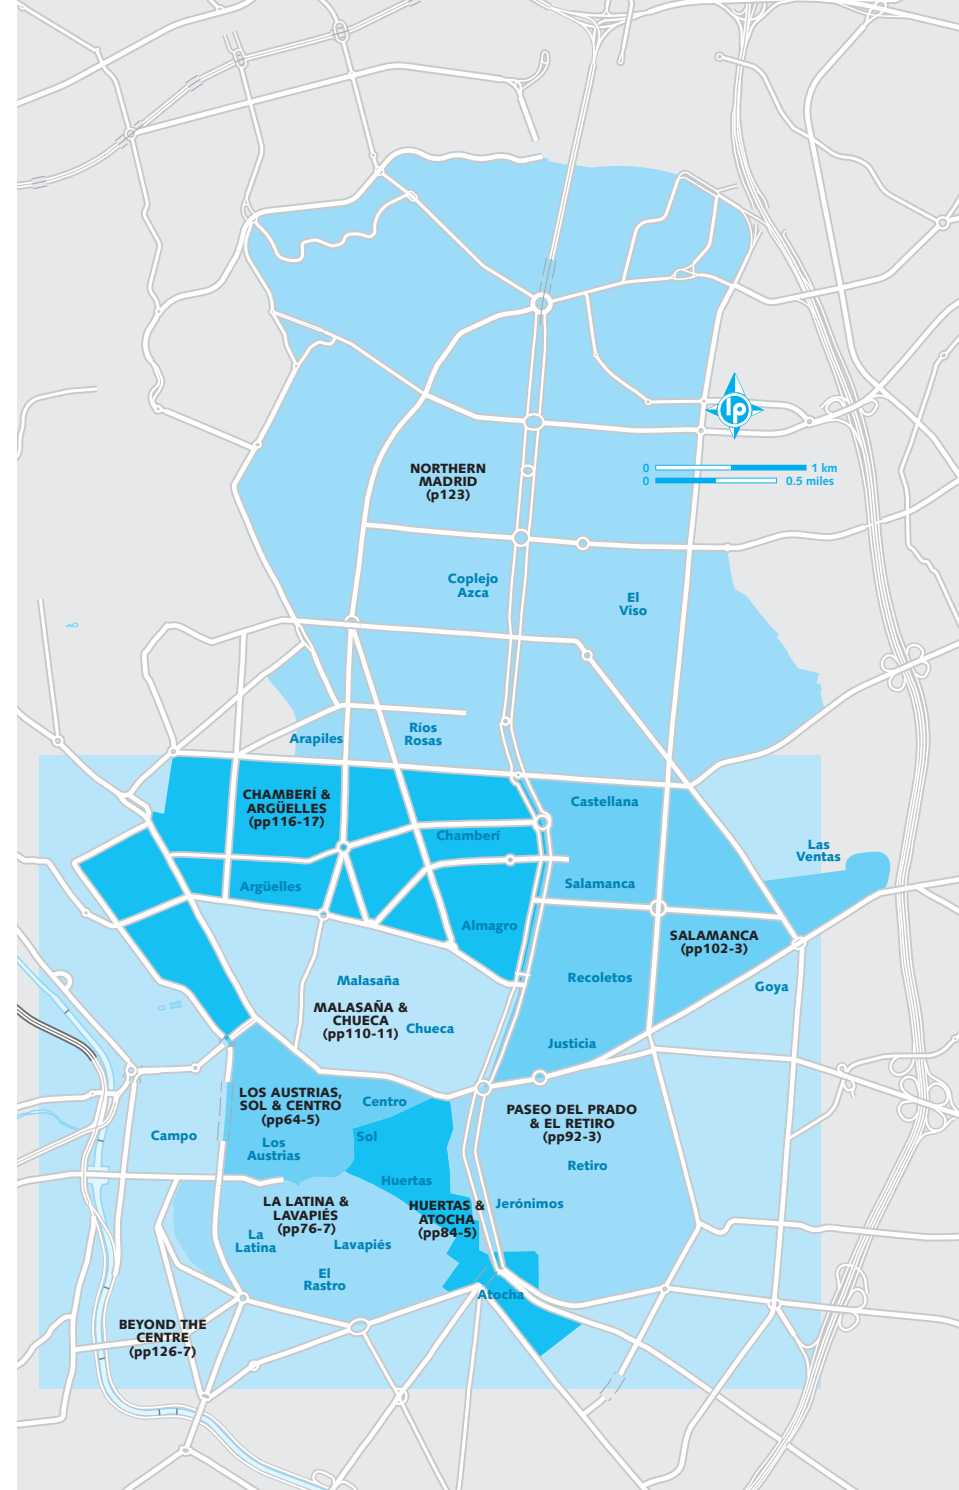 lp
0 1 km
0 0.5 miles
NORTHERN
MADRID
(p123)
Coplejo
Azca
El
Viso
Arapiles
Ríos
Rosas
CHAMBERÍ &
ARGÜELLES
(pp116-17)
Castellana
Chamberí
Las
Ventas
Argüelles
Salamanca
Almagro
SALAMANCA
(pp102-3)
Malasaña
Recoletos
Goya
MALASAÑA &
CHUECA
(pp110-11)
Chueca
Justicia
LOS AUSTRIAS,
SOL & CENTRO
(pp64-5)
Centro
PASEO DEL PRADO
& EL RETIRO
(pp92-3)
Campo
Los
Austrias
Sol
Retiro
Huertas
LA LATINA &
LAVAPIÉS
(pp76-7)
HUERTAS &
ATOCHA
(pp84-5)
Jerónimos
La
Latina
Lavapiés
El
Rastro
Atocha
BEYOND THE
CENTRE
(pp126-7)